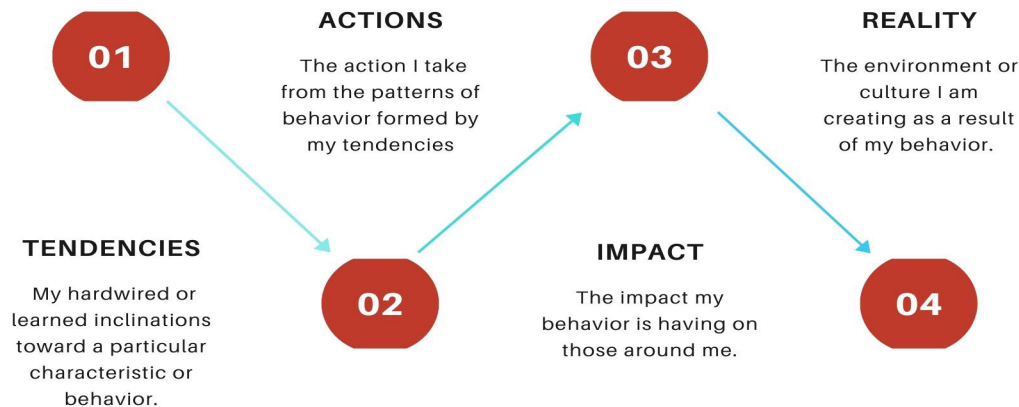 01
TENDENCIES
My hardwired or
learned inclinations
toward a particular
characteristic or
behavior.
ACTIONS
The action I take
from the patterns of
behavior formed by
my tendencies
02
03
IMPACT
The impact my
behavior is having on
those around me.
REALITY
The environment or
culture I am
creating as a result
of my behavior.
04